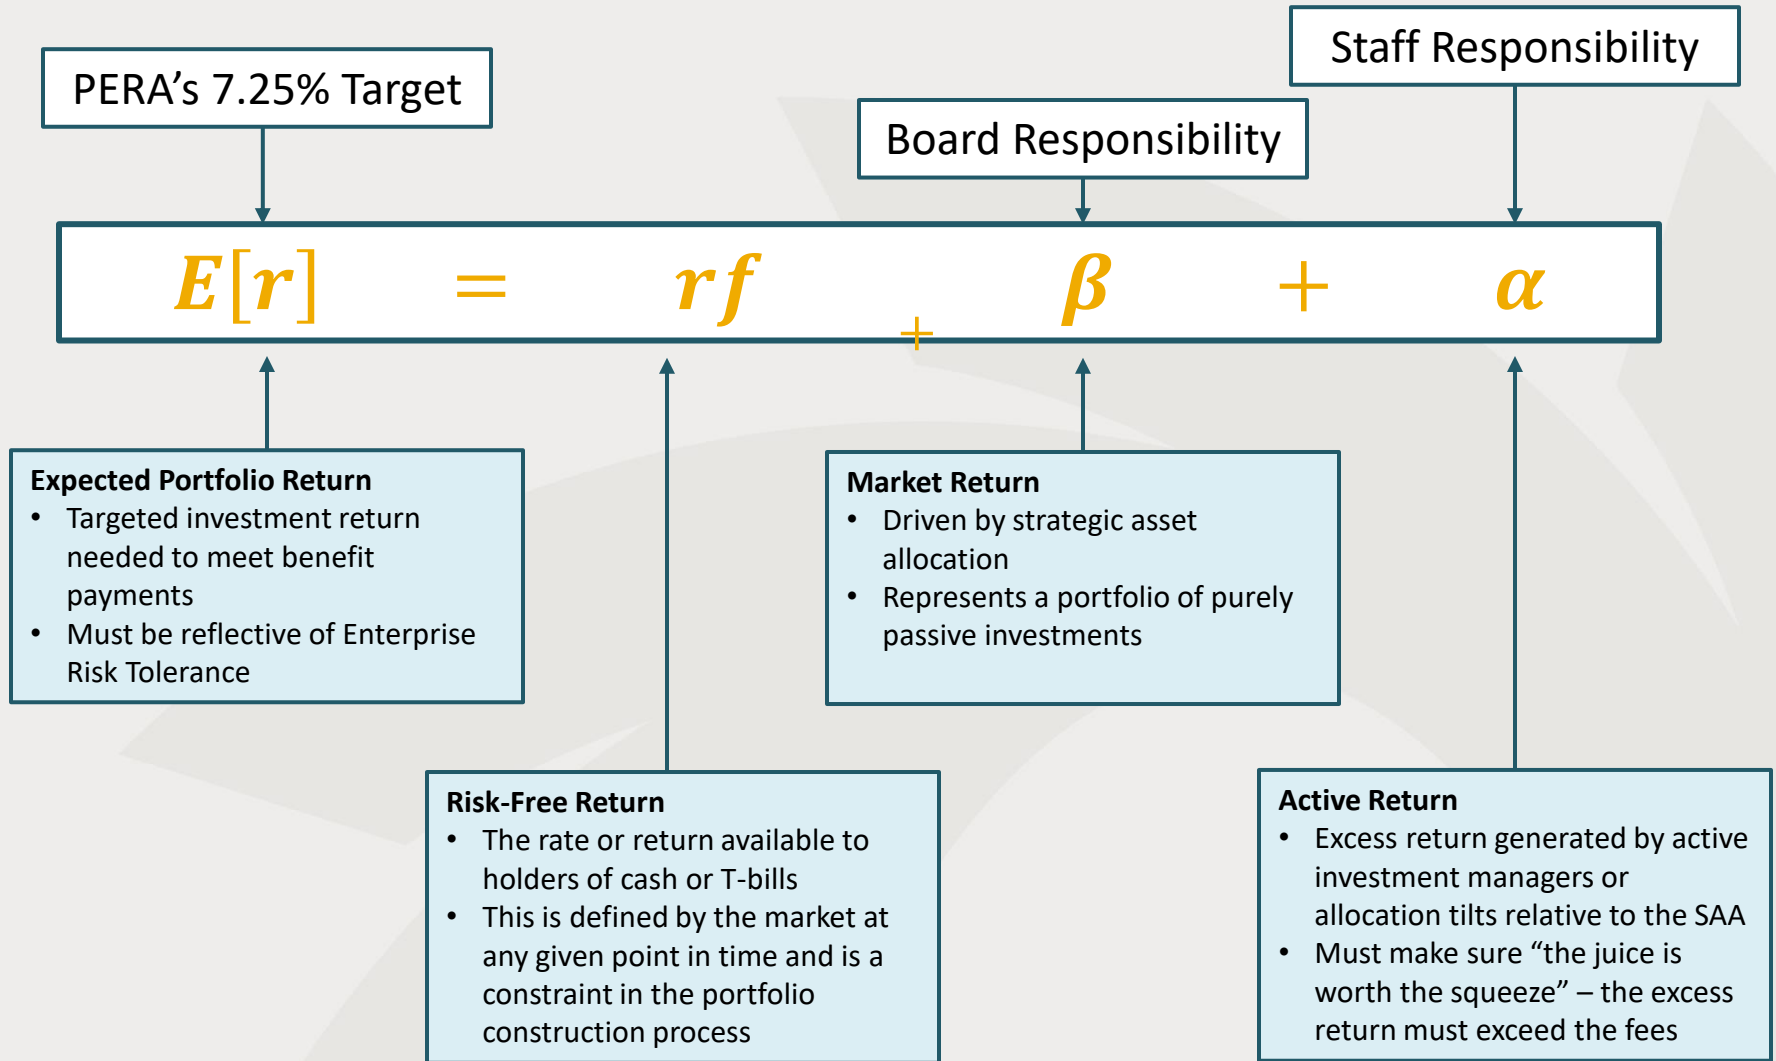 PERA’s 7.25% Target
Board Responsibility
Staff Responsibility
E[r] = rf + β + α
Expected Portfolio Return
• Targeted investment return
needed to meet benefit
payments
• Must be reflective of Enterprise
Risk Tolerance
Risk-Free Return
• The rate or return available to
holders of cash or T-bills
• This is defined by the market at
any given point in time and is a
constraint in the portfolio
construction process
Market Return
• Driven by strategic asset
allocation
• Represents a portfolio of purely
passive investments
Active Return
• Excess return generated by active
investment managers or
allocation tilts relative to the SAA
• Must make sure “the juice is
worth the squeeze” – the excess
return must exceed the fees